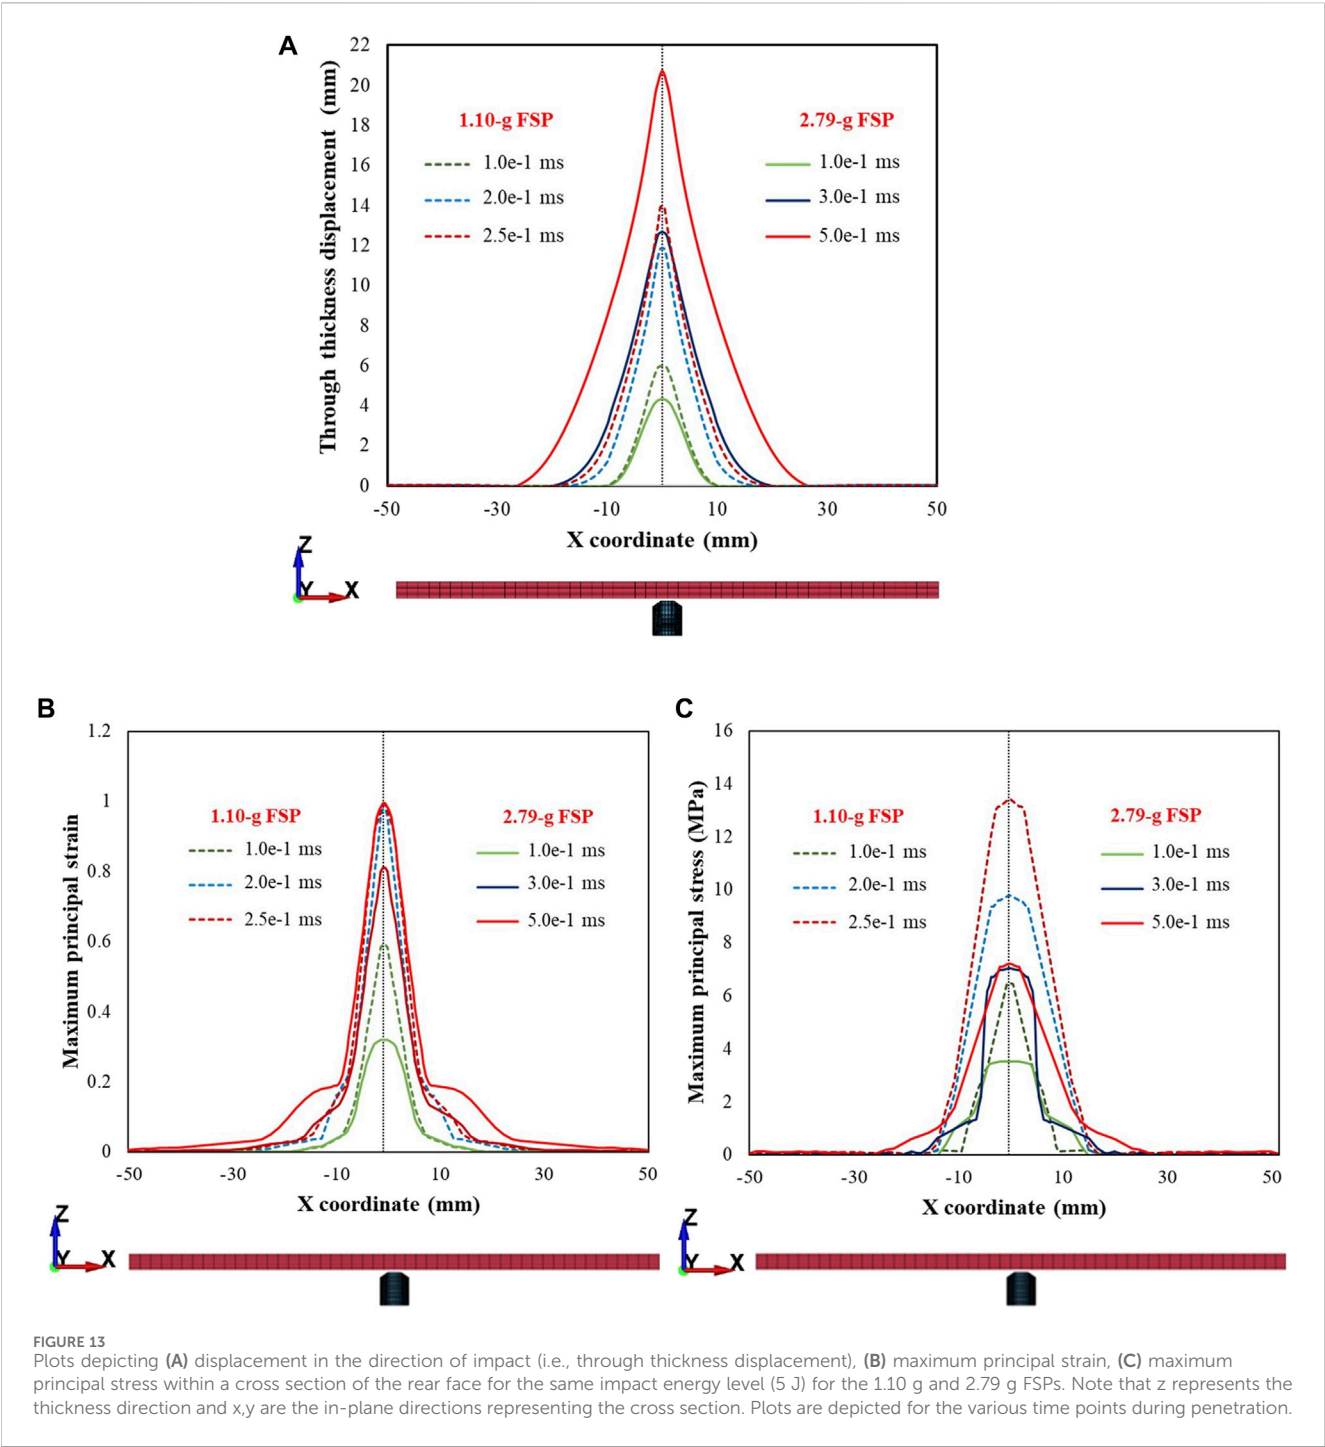 A
22
20
18
16
14
12
10
8
6
4
2
0
Through thickness displacement (mm)
1.10-g FSP
1.0e-1 ms
2.0e-1 ms
2.5e-1 ms
2.79-g FSP
1.0e-1 ms
3.0e-1 ms
5.0e-1 ms
-50 -30 -10 10 30 50
X coordinate (mm)
Z
Y X
B
1.2
1
0.8
0.6
0.4
0.2
0
Maximum principal strain
1.10-g FSP
1.0e-1 ms
2.0e-1 ms
2.5e-1 ms
2.79-g FSP
1.0e-1 ms
3.0e-1 ms
5.0e-1 ms
-50 -30 -10 10 30 50
X coordinate (mm)
Z
Y X
C
16
14
12
10
8
6
4
2
0
Maximum principal stress (MPa)
1.10-g FSP
1.0e-1 ms
2.0e-1 ms
2.5e-1 ms
2.79-g FSP
1.0e-1 ms
3.0e-1 ms
5.0e-1 ms
-50 -30 -10 10 30 50
X coordinate (mm)
Z
Y X
FIGURE 13
Plots depicting (A) displacement in the direction of impact (i.e., through thickness displacement), (B) maximum principal strain, (C) maximum
principal stress within a cross section of the rear face for the same impact energy level (5 J) for the 1.10 g and 2.79 g FSPs. Note that z represents the
thickness direction and x,y are the in-plane directions representing the cross section. Plots are depicted for the various time points during penetration.